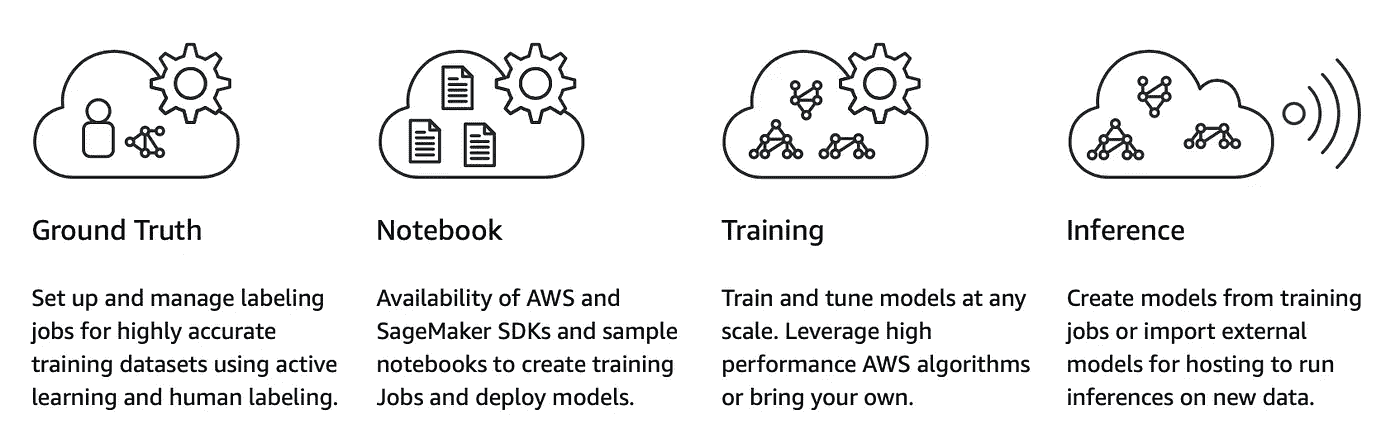 Ground Truth
Set up and manage labeling
jobs for highly accurate
training datasets using active
learning and human labeling.
Notebook
Availability of AWS and
SageMaker SDKs and sample
notebooks to create training
Jobs and deploy models.
Training
Train and tune models at any
scale. Leverage high
performance AWS algorithms
or bring your own.
Inference
Create models from training
jobs or import external
models for hosting to run
inferences on new data.